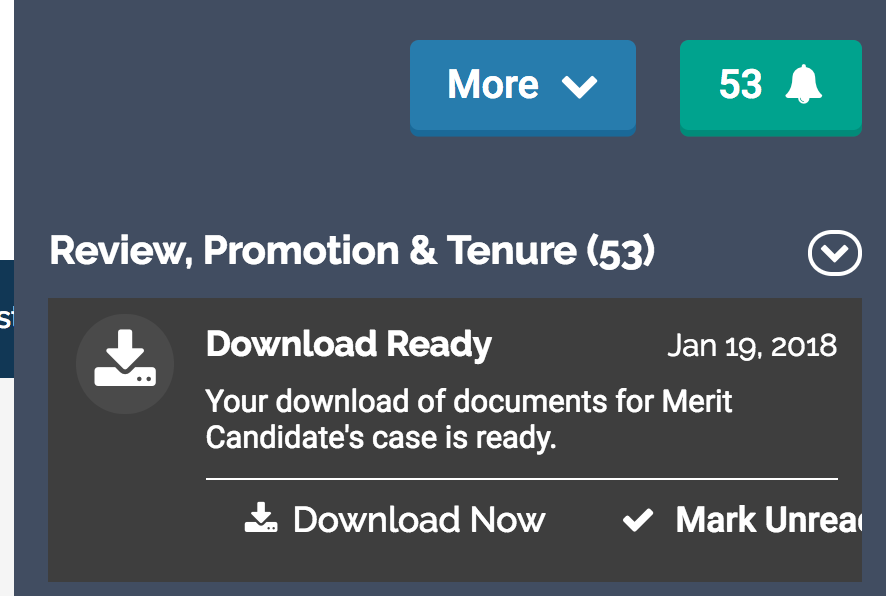 More
53
Review, Promotion & Tenure (53)
Download Ready
Jan 19, 2018
Your download of documents for Merit
Candidate's case is ready.
Download Now
Mark